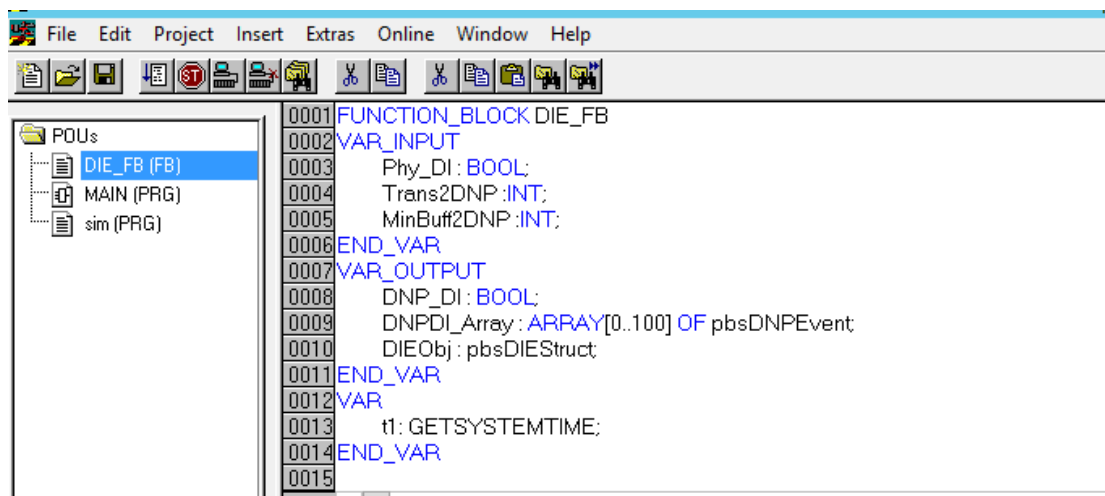 File Edit Project Insert Extras Online Window Help
ST
POUs
DIE_FB (FB)
MAIN (PRG)
sim (PRG)
0001 FUNCTION_BLOCK DIE_FB
0002 VAR_INPUT
0003 Phy_DI : BOOL;
0004 Trans2DNP :INT;
0005 MinBuff2DNP :INT;
0006 END_VAR
0007 VAR_OUTPUT
0008 DNP_DI : BOOL;
0009 DNPDI_Array : ARRAY[0..100] OF pbsDNPEvent;
0010 DIEObj : pbsDIEStruct;
0011 END_VAR
0012 VAR
0013 t1: GETSYSTEMTIME;
0014 END_VAR
0015